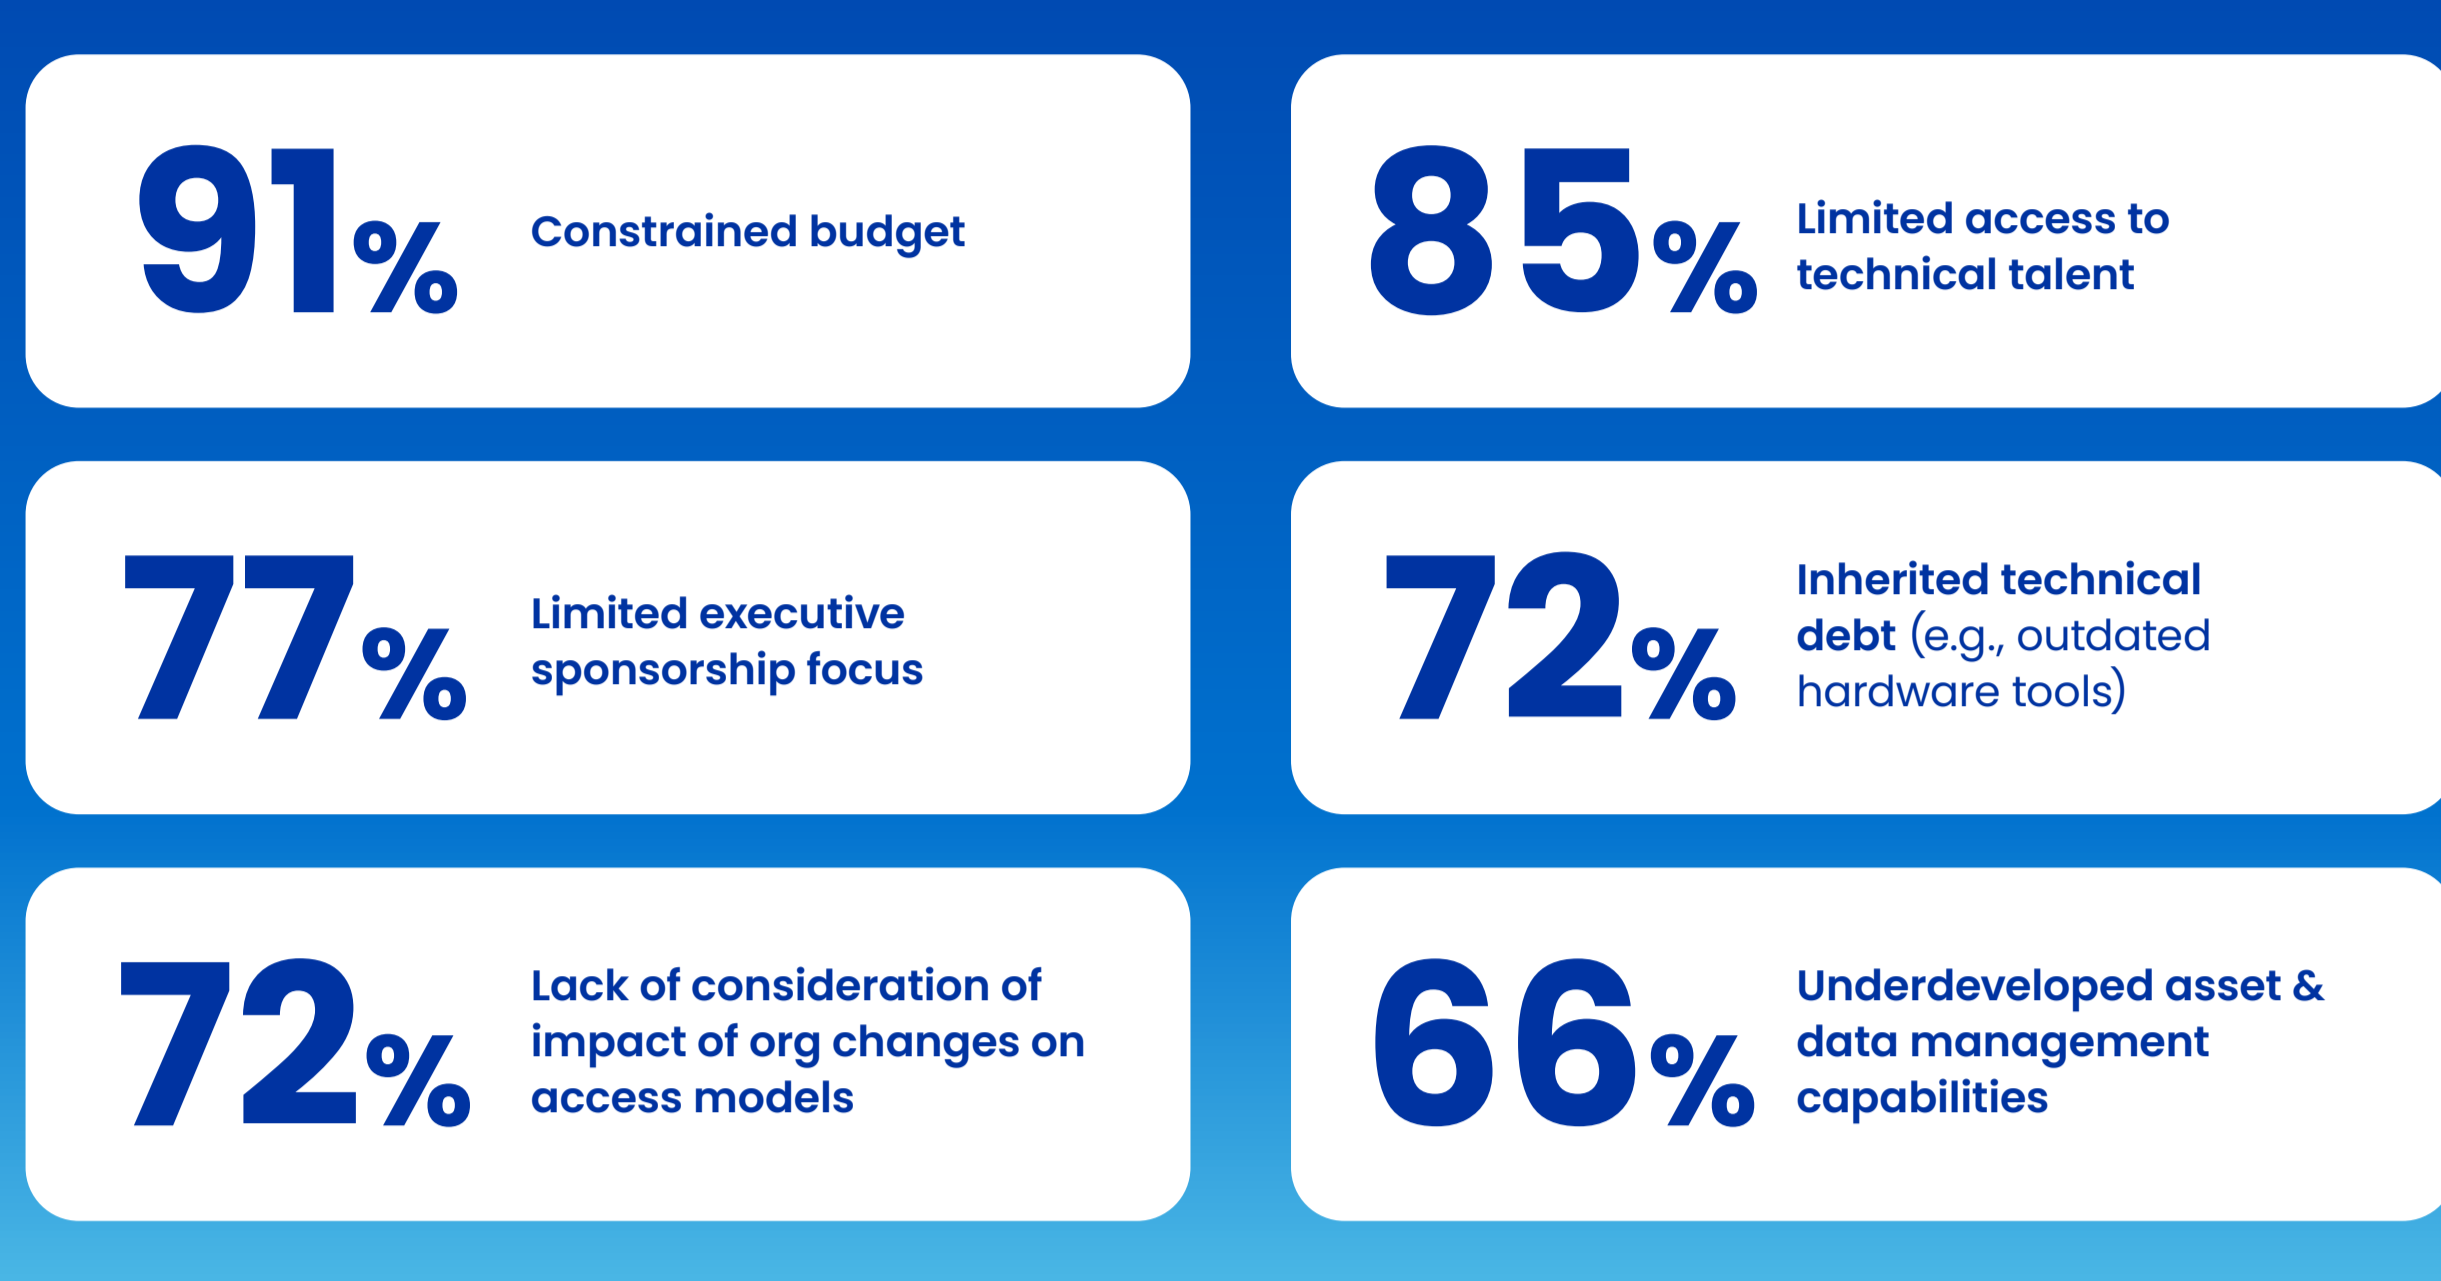 91%
Constrained budget
85%
Limited access to
technical talent
77%
Limited executive
sponsorship focus
72%
Inherited technical
debt (e.g., outdated
hardware tools)
72%
Lack of consideration of
impact of org changes on
access models
66%
Underdeveloped asset &
data management
capabilities